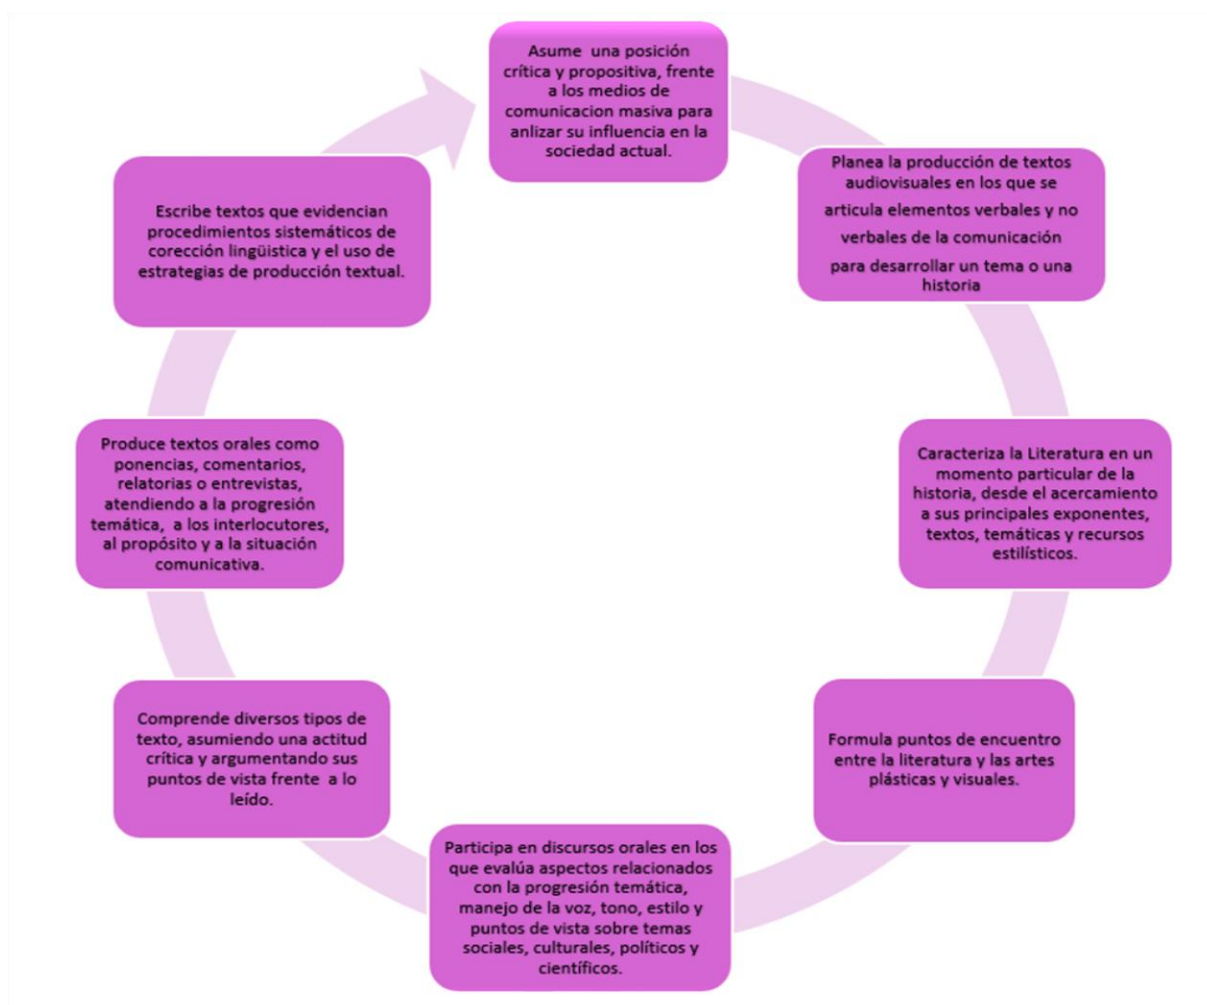 Asume una posición
crítica y propositiva, frente
a los medios de
comunicacion masiva para
anlizar su influencia en la
sociedad actual.
Planea la producción de textos
audiovisuales en los que se
articula elementos verbales y no
verbales de la comunicación
para desarrollar un tema o una
historia
Caracteriza la Literatura en un
momento particular de la
historia, desde el acercamiento
a sus principales exponentes,
textos, temáticas y recursos
estilísticos.
Formula puntos de encuentro
entre la literatura y las artes
plásticas y visuales.
Participa en discursos orales en los
que evalúa aspectos relacionados
con la progresión temática,
manejo de la voz, tono, estilo y
puntos de vista sobre temas
sociales, culturales, políticos y
científicos.
Comprende diversos tipos de
texto, asumiendo una actitud
crítica y argumentando sus
puntos de vista frente a lo
leído.
Produce textos orales como
ponencias, comentarios,
relatorias o entrevistas,
atendiendo a la progresión
temática, a los interlocutores,
al propósito y a la situación
comunicativa.
Escribe textos que evidencian
procedimientos sistemáticos de
corección lingüistica y el uso de
estrategias de producción textual.